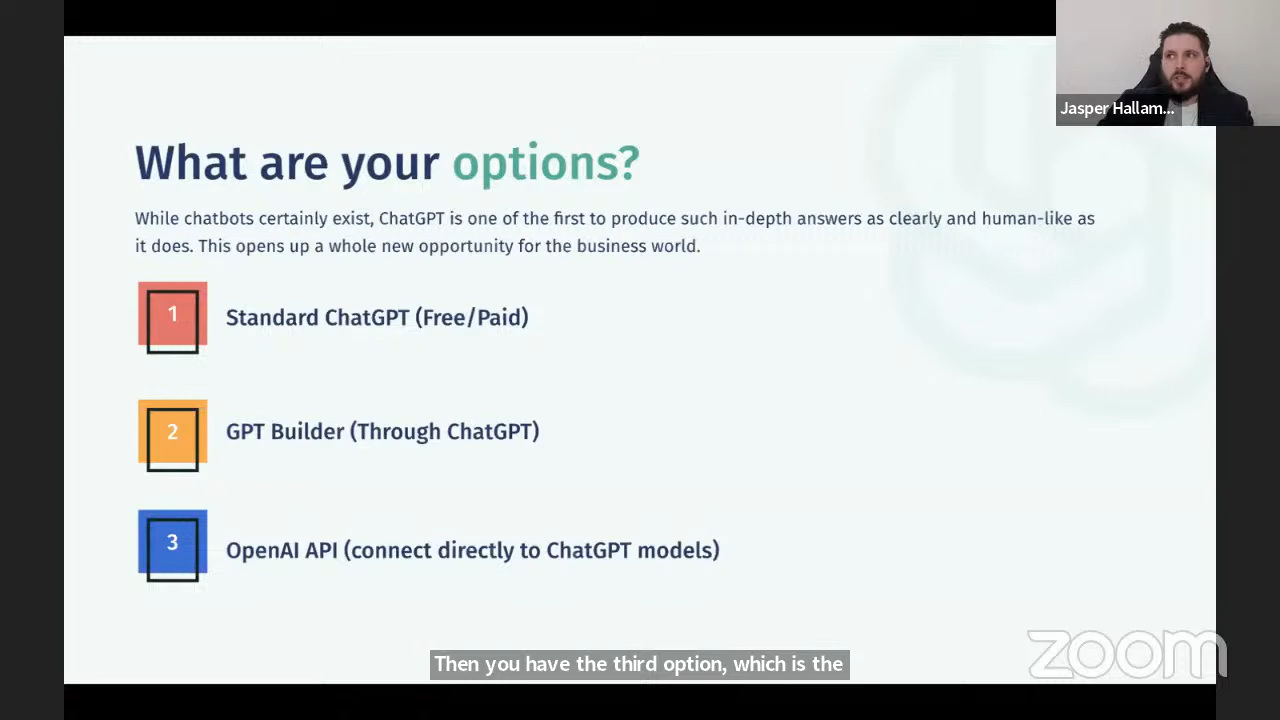 Jasper Hallam...
What are your options?
While chatbots certainly exist, ChatGPT is one of the first to produce such in-depth answers as clearly and human-like as
it does. This opens up a whole new opportunity for the business world.
1
Standard ChatGPT (Free/Paid)
2
GPT Builder (Through ChatGPT)
3
OpenAI API (connect directly to ChatGPT models)
Then you have the third option, which is the
zoom